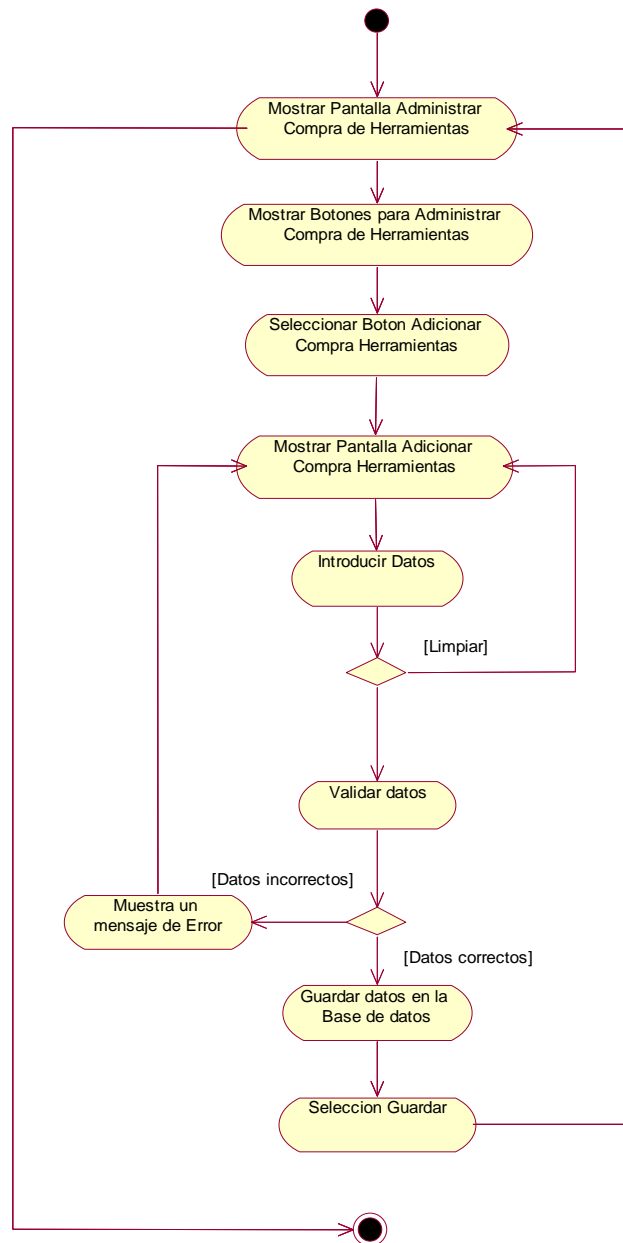 Mostrar Pantalla Administrar
Compra de Herramientas
Mostrar Botones para Administrar
Compra de Herramientas
Seleccionar Boton Adicionar
Compra Herramientas
Mostrar Pantalla Adicionar
Compra Herramientas
Introducir Datos
[Limpiar]
Validar datos
[Datos incorrectos]
Muestra un
mensaje de Error
[Datos correctos]
Guardar datos en la
Base de datos
Seleccion Guardar